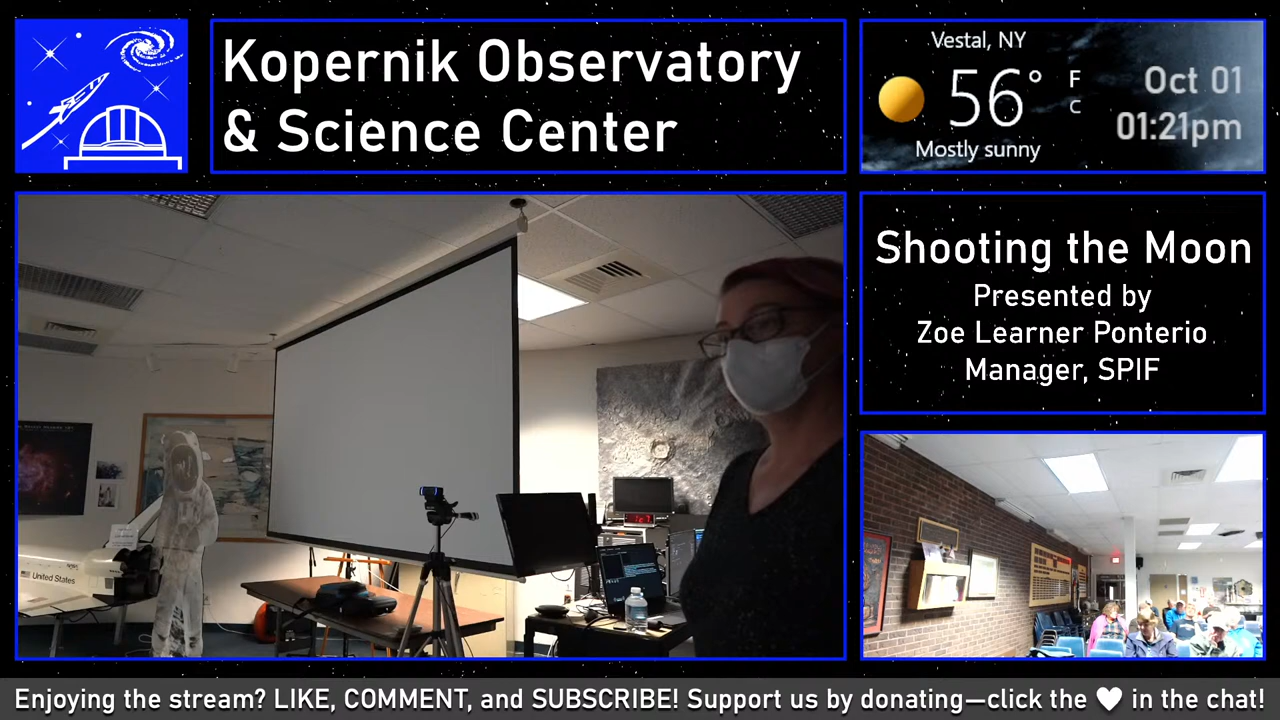 Kopernik Observatory
& Science Center
Vestal, NY
56° F
C
Mostly sunny
Oct 01
01:21pm
Shooting the Moon
Presented by
Zoe Learner Ponterio
Manager, SPIF
United States
Enjoying the stream? LIKE, COMMENT, and SUBSCRIBE! Support us by donating—click the ♥ in the chat!